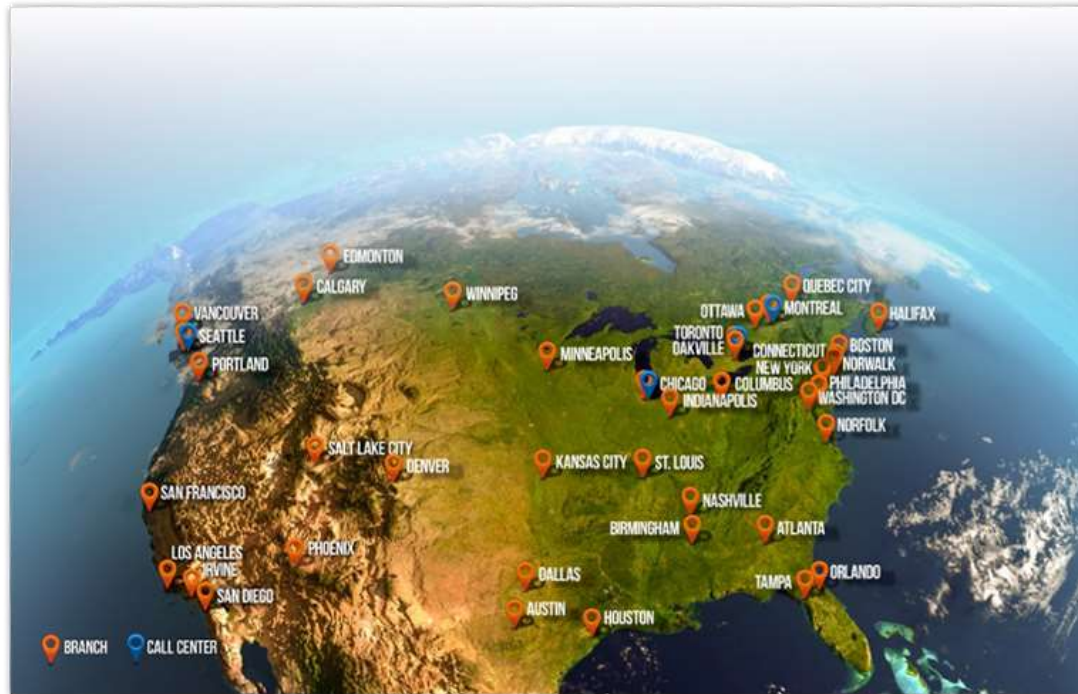 EDMONTON
CALGARY
WINNIPEG
QUEBEC CITY
VANCOUVER
OTTAWA
MONTREAL
HALIFAX
SEATTLE
TORONTO
OAKVILLE
CONNECTICUT
BOSTON
PORTLAND
MINNEAPOLIS
NEW YORK
NORWALK
CHICAGO
COLUMBUS
PHILADELPHIA
INDIANAPOLIS
WASHINGTON DC
NORFOLK
SALT LAKE CITY
DENVER
KANSAS CITY
ST. LOUIS
SAN FRANCISCO
NASHVILLE
BIRMINGHAM
ATLANTA
PHOENIX
LOS ANGELES
IRVINE
SAN DIEGO
DALLAS
TAMPA
ORLANDO
AUSTIN
HOUSTON
BRANCH
CALL CENTER